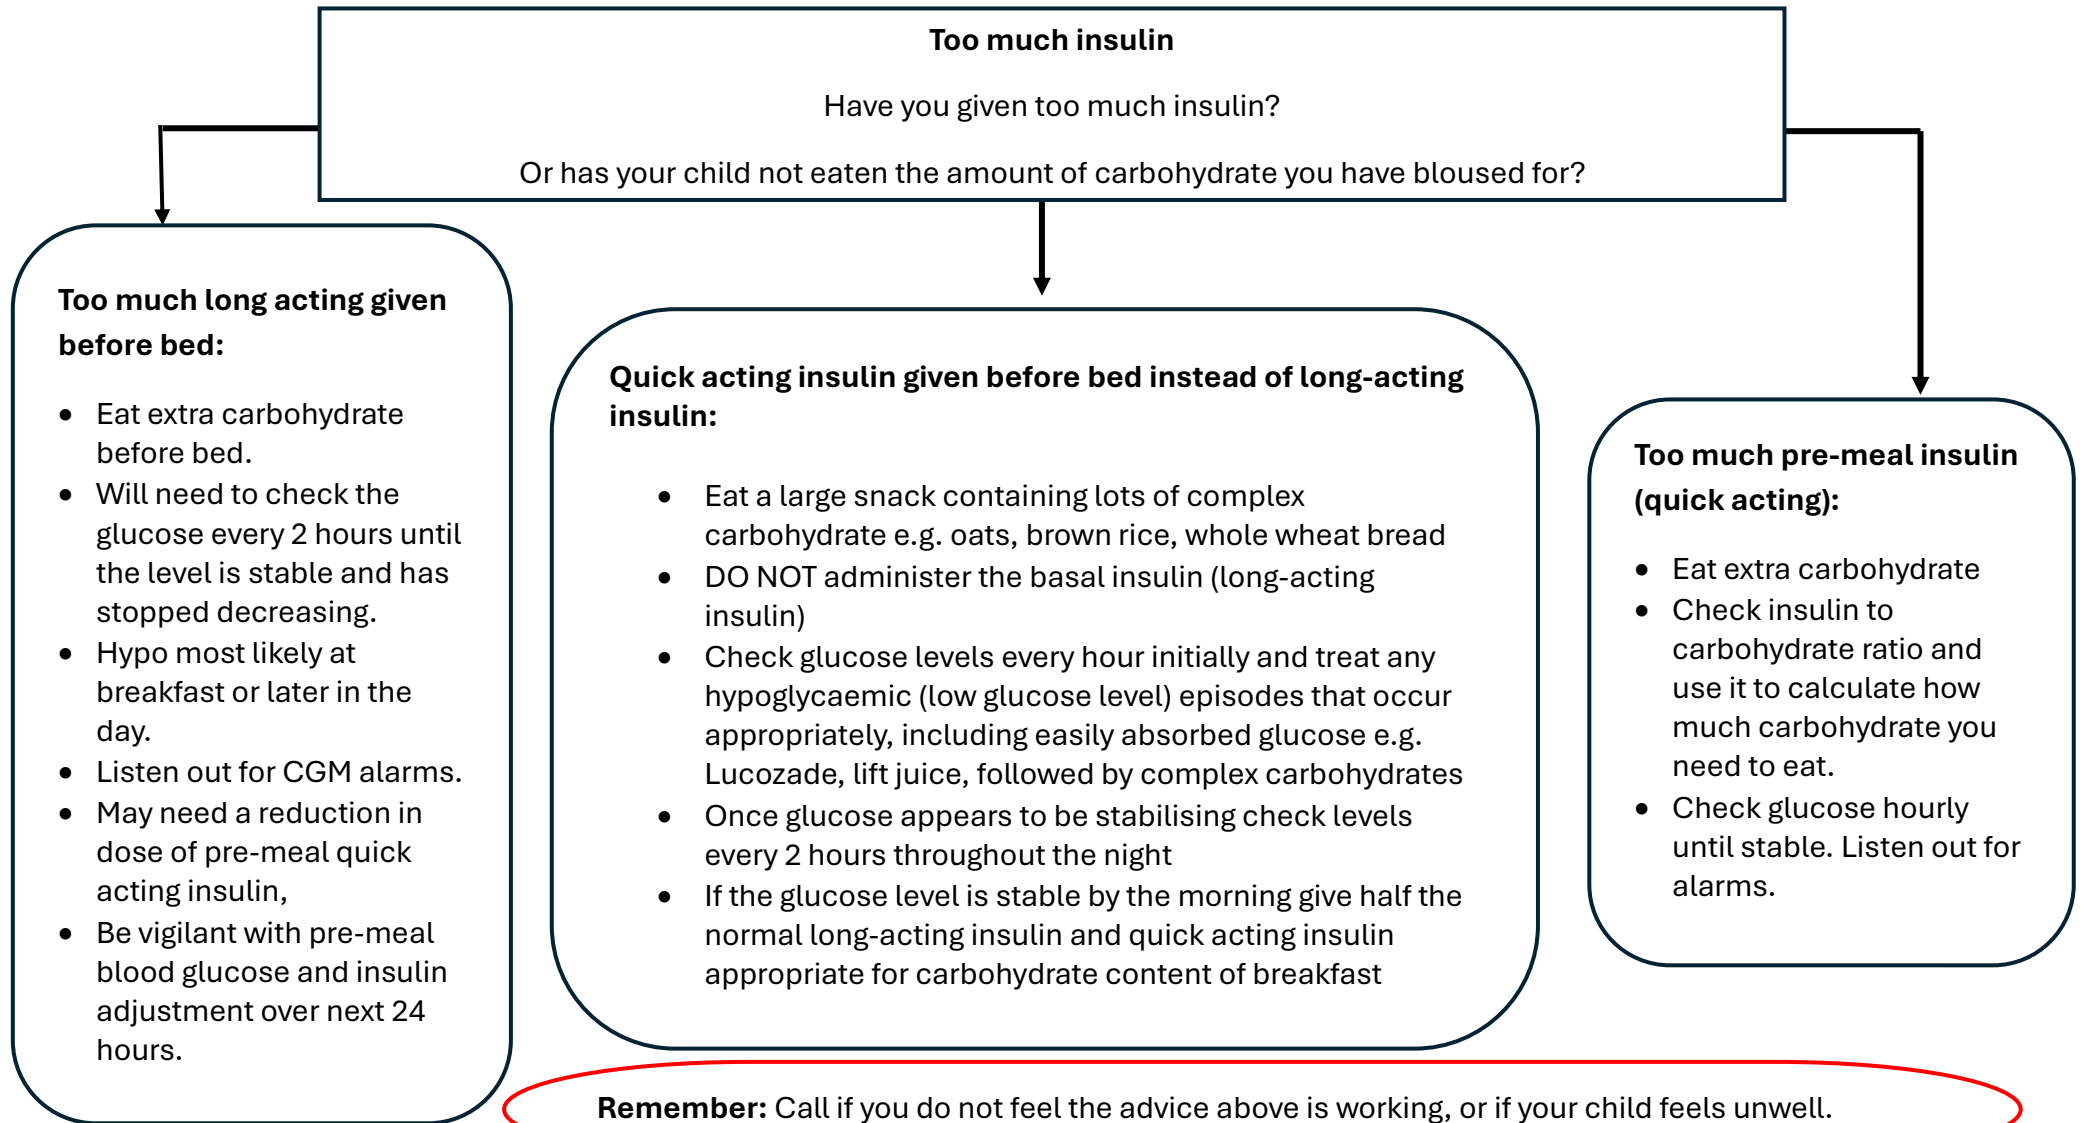 Too much insulin
Have you given too much insulin?
Or has your child not eaten the amount of carbohydrate you have bloused for?
Too much long acting given
before bed:
• Eat extra carbohydrate
before bed.
• Will need to check the
glucose every 2 hours until
the level is stable and has
stopped decreasing.
• Hypo most likely at
breakfast or later in the
day.
• Listen out for CGM alarms.
• May need a reduction in
dose of pre-meal quick
acting insulin,
• Be vigilant with pre-meal
blood glucose and insulin
adjustment over next 24
hours.
Quick acting insulin given before bed instead of long-acting
insulin:
• Eat a large snack containing lots of complex
carbohydrate e.g. oats, brown rice, whole wheat bread
• DO NOT administer the basal insulin (long-acting
insulin)
• Check glucose levels every hour initially and treat any
hypoglycaemic (low glucose level) episodes that occur
appropriately, including easily absorbed glucose e.g.
Lucozade, lift juice, followed by complex carbohydrates
• Once glucose appears to be stabilising check levels
every 2 hours throughout the night
• If the glucose level is stable by the morning give half the
normal long-acting insulin and quick acting insulin
appropriate for carbohydrate content of breakfast
Too much pre-meal insulin
(quick acting):
• Eat extra carbohydrate
• Check insulin to
carbohydrate ratio and
use it to calculate how
much carbohydrate you
need to eat.
• Check glucose hourly
until stable. Listen out for
alarms.
Remember: Call if you do not feel the advice above is working, or if your child feels unwell.